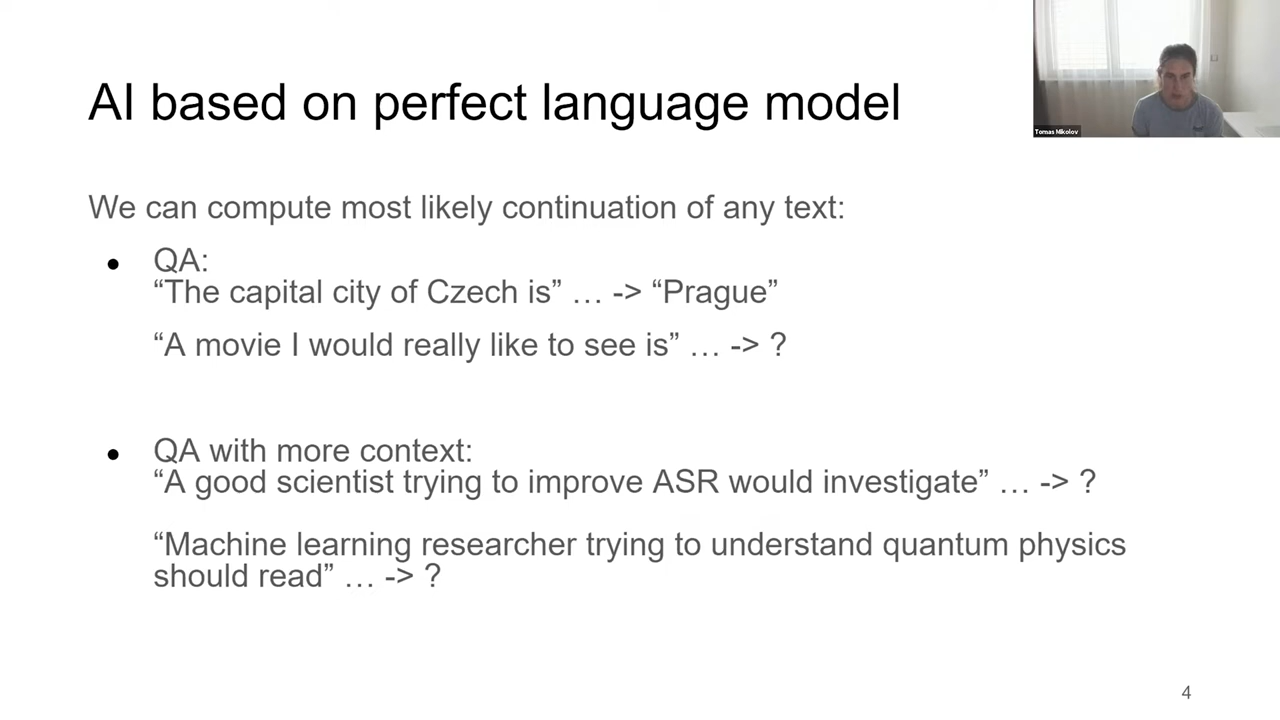 AI based on perfect language model
Tomas Mikolov
We can compute most likely continuation of any text:
● QA:
“The capital city of Czech is” … -> “Prague”
“A movie I would really like to see is” … -> ?
● QA with more context:
“A good scientist trying to improve ASR would investigate” … -> ?
“Machine learning researcher trying to understand quantum physics
should read” … -> ?
4